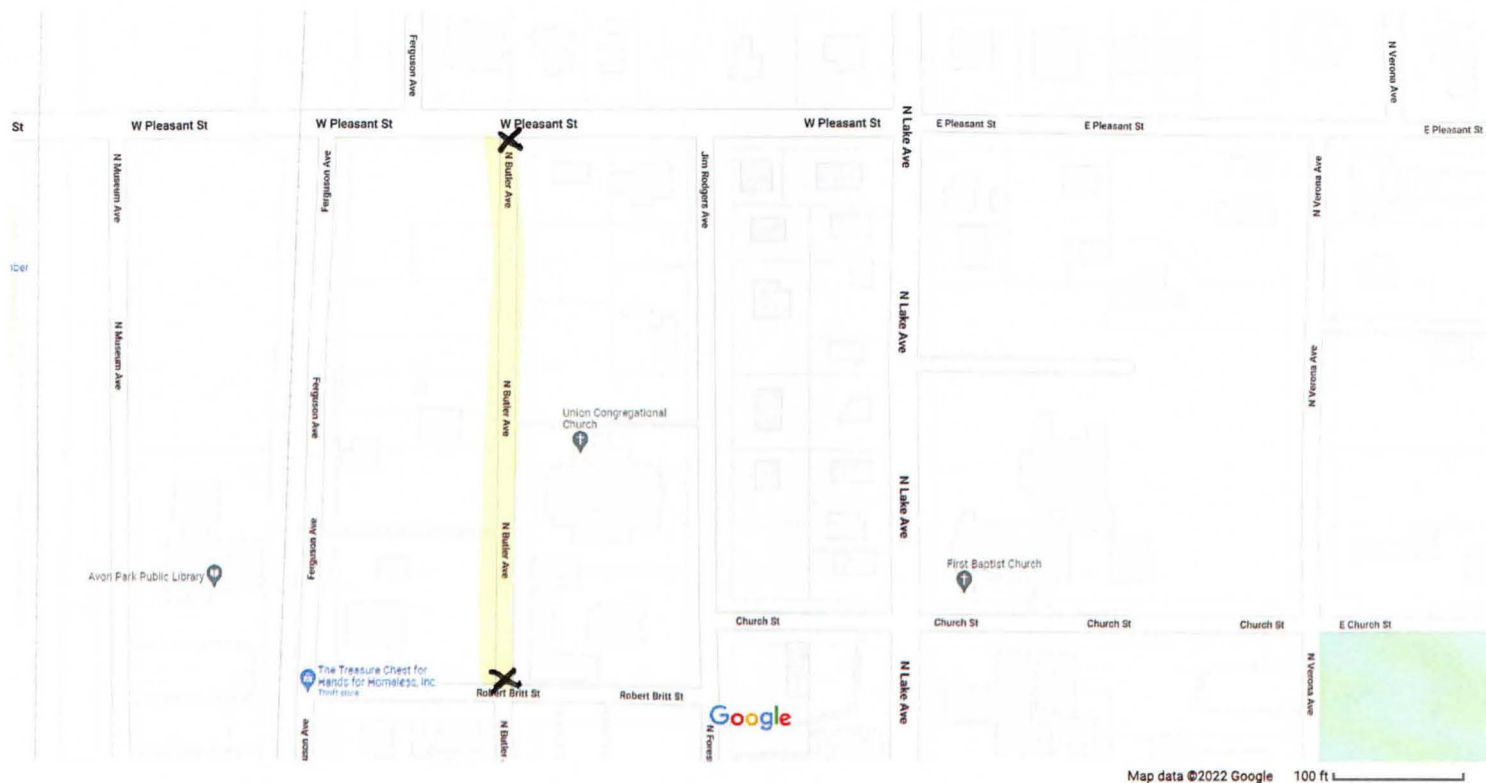 Ferguson Ave
N Verona Ave
St
W Pleasant St
W Pleasant St
W Pleasant St
W Pleasant St
N Lake Ave
E Pleasant St
E Pleasant St
E Pleasant St
N Museum Ave
Ferguson Ave
N Butler Ave
Jim Rodgers Ave
N Verona Ave
N Museum Ave
N Lake Ave
N Verona Ave
Ferguson Ave
N Butler Ave
Union Congregational
Church
N Lake Ave
Ferguson Ave
N Butler Ave
Avon Park Public Library
First Baptist Church
Church St
Church St
Church St
Church St
E Church St
The Treasure Chest for
Hands for Homeless, Inc
Thrift store
Robert Britt St
Robert Britt St
N Lake Ave
N Verona Ave
Google
N Butler
N Fores
Map data ©2022 Google
100 ft